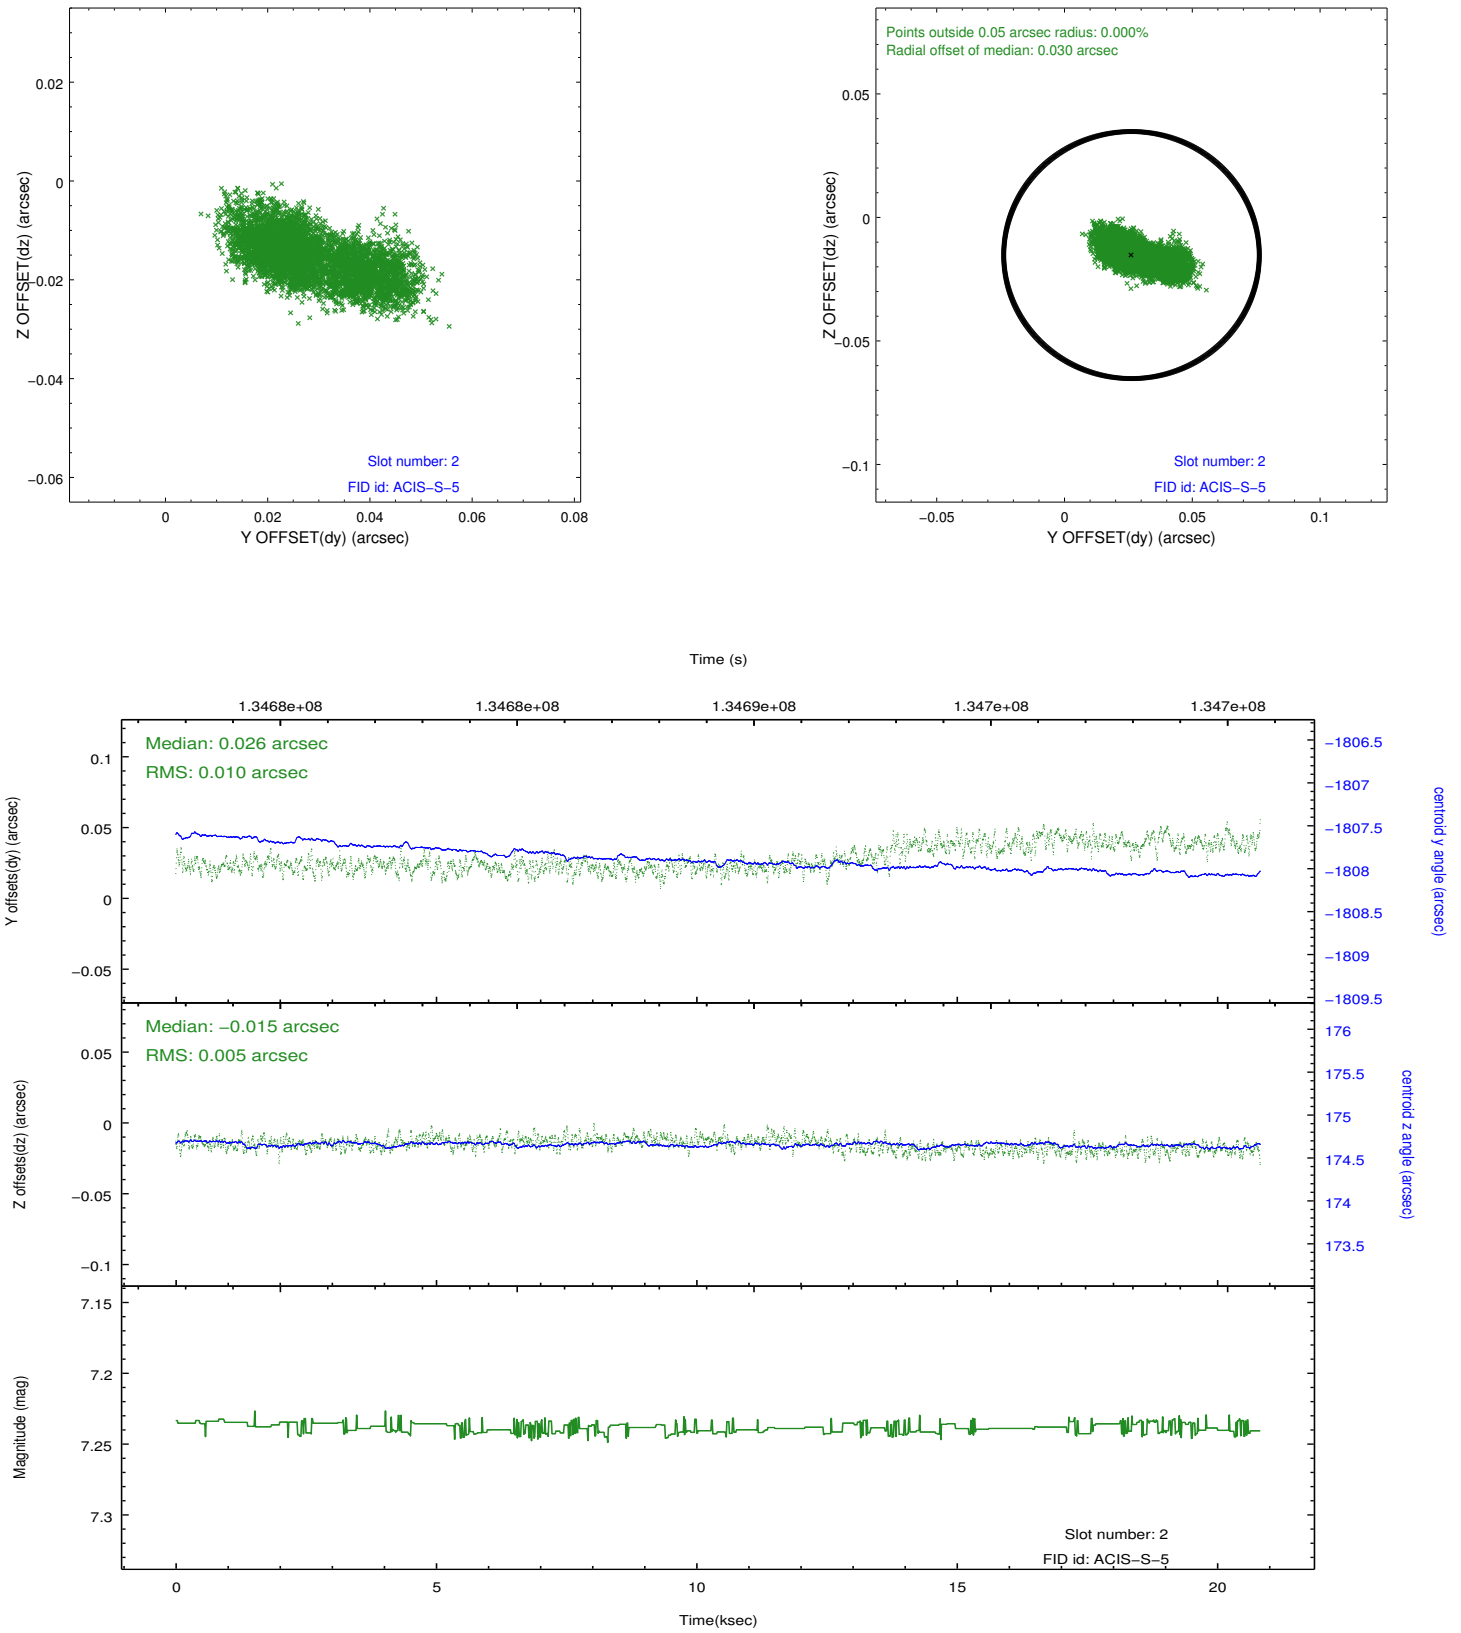 0.02
0
−0.02
−0.04
−0.06
Z OFFSET(dz) (arcsec)
Slot number: 2
FID id: ACIS−S−5
0
0.02
0.04
0.06
0.08
Y OFFSET(dy) (arcsec)
Points outside 0.05 arcsec radius: 0.000%
Radial offset of median: 0.030 arcsec
0.05
0
−0.05
−0.1
Z OFFSET(dz) (arcsec)
Slot number: 2
FID id: ACIS−S−5
−0.05
0
0.05
0.1
Y OFFSET(dy) (arcsec)
Time (s)
1.3468e+08
1.3468e+08
1.3469e+08
1.347e+08
1.347e+08
Median: 0.026 arcsec
RMS: 0.010 arcsec
0.1
0.05
0
−0.05
Y offsets(dy) (arcsec)
−1806.5
−1807
−1807.5
−1808
−1808.5
−1809
−1809.5
centroid y angle (arcsec)
Median: −0.015 arcsec
RMS: 0.005 arcsec
0.05
0
−0.05
−0.1
Z offsets(dz) (arcsec)
176
175.5
175
174.5
174
173.5
centroid z angle (arcsec)
7.15
7.2
7.25
7.3
Magnitude (mag)
Slot number: 2
FID id: ACIS−S−5
0
5
10
15
20
Time(ksec)